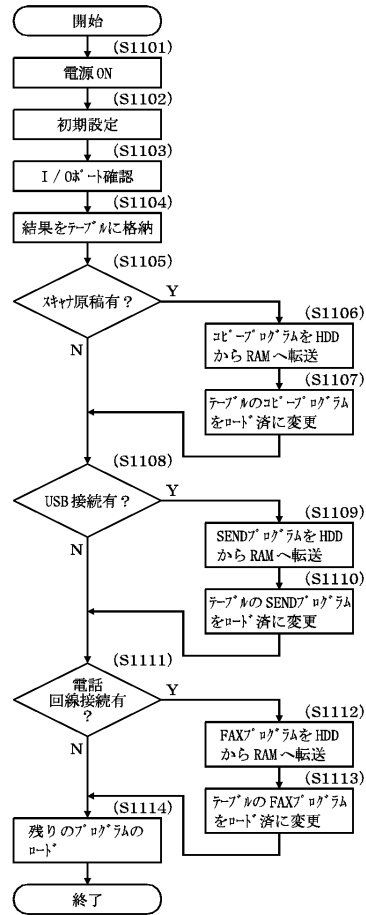 開始
(S1101)
電源ON
(S1102)
初期設定
(S1103)
I/Oﾎﾟｰﾄ確認
(S1104)
結果をﾃｰﾌﾞﾙに格納
(S1105)
ｽｷｬﾅ原稿有？
Y
N
(S1106)
ｺﾋﾟｰﾌﾟﾛｸﾞﾗﾑをHDD
からRAMへ転送
(S1107)
ﾃｰﾌﾞﾙのｺﾋﾟｰﾌﾟﾛｸﾞﾗﾑ
をﾛｰﾄﾞ済に変更
(S1108)
USB接続有？
Y
N
(S1109)
SENDﾌﾟﾛｸﾞﾗﾑをHDD
からRAMへ転送
(S1110)
ﾃｰﾌﾞﾙのSENDﾌﾟﾛｸﾞﾗﾑ
をﾛｰﾄﾞ済に変更
(S1111)
電話
回線接続有
？
Y
N
(S1112)
FAXﾌﾟﾛｸﾞﾗﾑをHDD
からRAMへ転送
(S1113)
ﾃｰﾌﾞﾙのFAXﾌﾟﾛｸﾞﾗﾑ
をﾛｰﾄﾞ済に変更
(S1114)
残りのﾌﾟﾛｸﾞﾗﾑの
ﾛｰﾄﾞ
終了